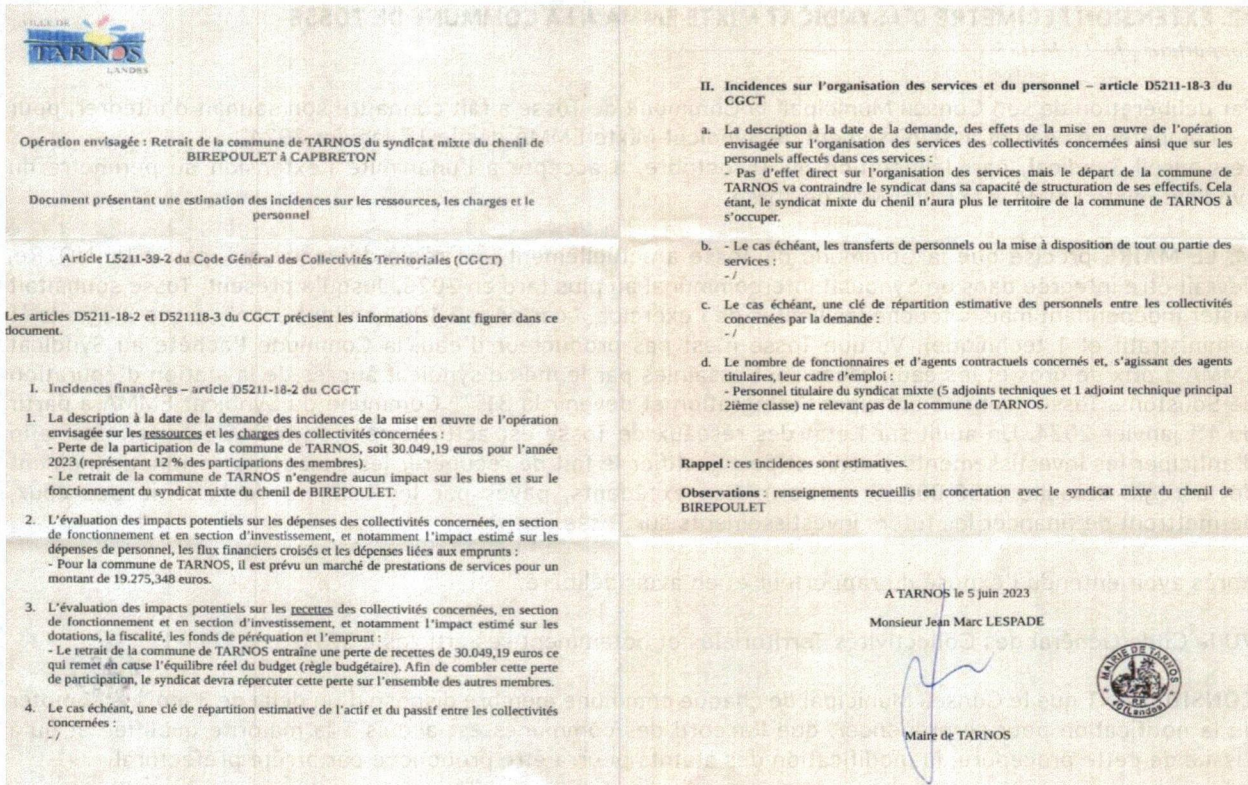 VILLE DE
TARNOS
LANDES
Opération envisagée : Retrait de la commune de TARNOS du syndicat mixte du chenil de
BIREPOULET À CAPBRETON
Document présentant une estimation des incidences sur les ressources, les charges et le
personnel
Article L5211-39-2 du Code Général des Collectivités Territoriales (CGCT)
Les articles D5211-18-2 et D521118-3 du CGCT précisent les informations devant figurer dans ce
document.
I. Incidences financières – article D5211-18-2 du CGCT
1. La description à la date de la demande des incidences de la mise en œuvre de l'opération
envisagée sur les ressources et les charges des collectivités concernées :
- Perte de la participation de la commune de TARNOS, soit 30.049,19 euros pour l'année
2023 (représentant 12 % des participations des membres).
- Le retrait de la commune de TARNOS n'engendre aucun impact sur les biens et sur le
fonctionnement du syndicat mixte du chenil de BIREPOULET.
2. L'évaluation des impacts potentiels sur les dépenses des collectivités concernées, en section
de fonctionnement et en section d'investissement, et notamment l'impact estimé sur les
dépenses de personnel, les flux financiers croisés et les dépenses liées aux emprunts :
- Pour la commune de TARNOS, il est prévu un marché de prestations de services pour un
montant de 19.275,348 euros.
3. L'évaluation des impacts potentiels sur les recettes des collectivités concernées, en section
de fonctionnement et en section d'investissement, et notamment l'impact estimé sur les
dotations, la fiscalité, les fonds de péréquation et l'emprunt :
- Le retrait de la commune de TARNOS entraîne une perte de recettes de 30.049,19 euros ce
qui remet en cause l'équilibre réel du budget (règle budgétaire). Afin de combler cette perte
de participation, le syndicat devra répercuter cette perte sur l'ensemble des autres membres.
4. Le cas échéant, une clé de répartition estimative de l'actif et du passif entre les collectivités
concernées :
II. Incidences sur l'organisation des services et du personnel – article D5211-18-3 du
CGCT
a. La description à la date de la demande, des effets de la mise en œuvre de l'opération
envisagée sur l'organisation des services des collectivités concernées ainsi que sur les
personnels affectés dans ces services :
- Pas d'effet direct sur l'organisation des services mais le départ de la commune de
TARNOS va contraindre le syndicat dans sa capacité de structuration de ses effectifs. Cela
étant, le syndicat mixte du chenil n'aura plus le territoire de la commune de TARNOS à
s'occuper.
b. - Le cas échéant, les transferts de personnels ou la mise à disposition de tout ou partie des
services :
- /
c. Le cas échéant, une clé de répartition estimative des personnels entre les collectivités
concernées par la demande :
- /
d. Le nombre de fonctionnaires et d'agents contractuels concernés et, s'agissant des agents
titulaires, leur cadre d'emploi :
- Personnel titulaire du syndicat mixte (5 adjoints techniques et 1 adjoint technique principal
2ième classe) ne relevant pas de la commune de TARNOS.
Rappel : ces incidences sont estimatives.
Observations : renseignements recueillis en concertation avec le syndicat mixte du chenil de
BIREPOULET
A TARNOS le 5 juin 2023
Monsieur Jean Marc LESPADE
MAIRIE DE TARNOS
R.F.
40 (Landes)
Maire de TARNOS